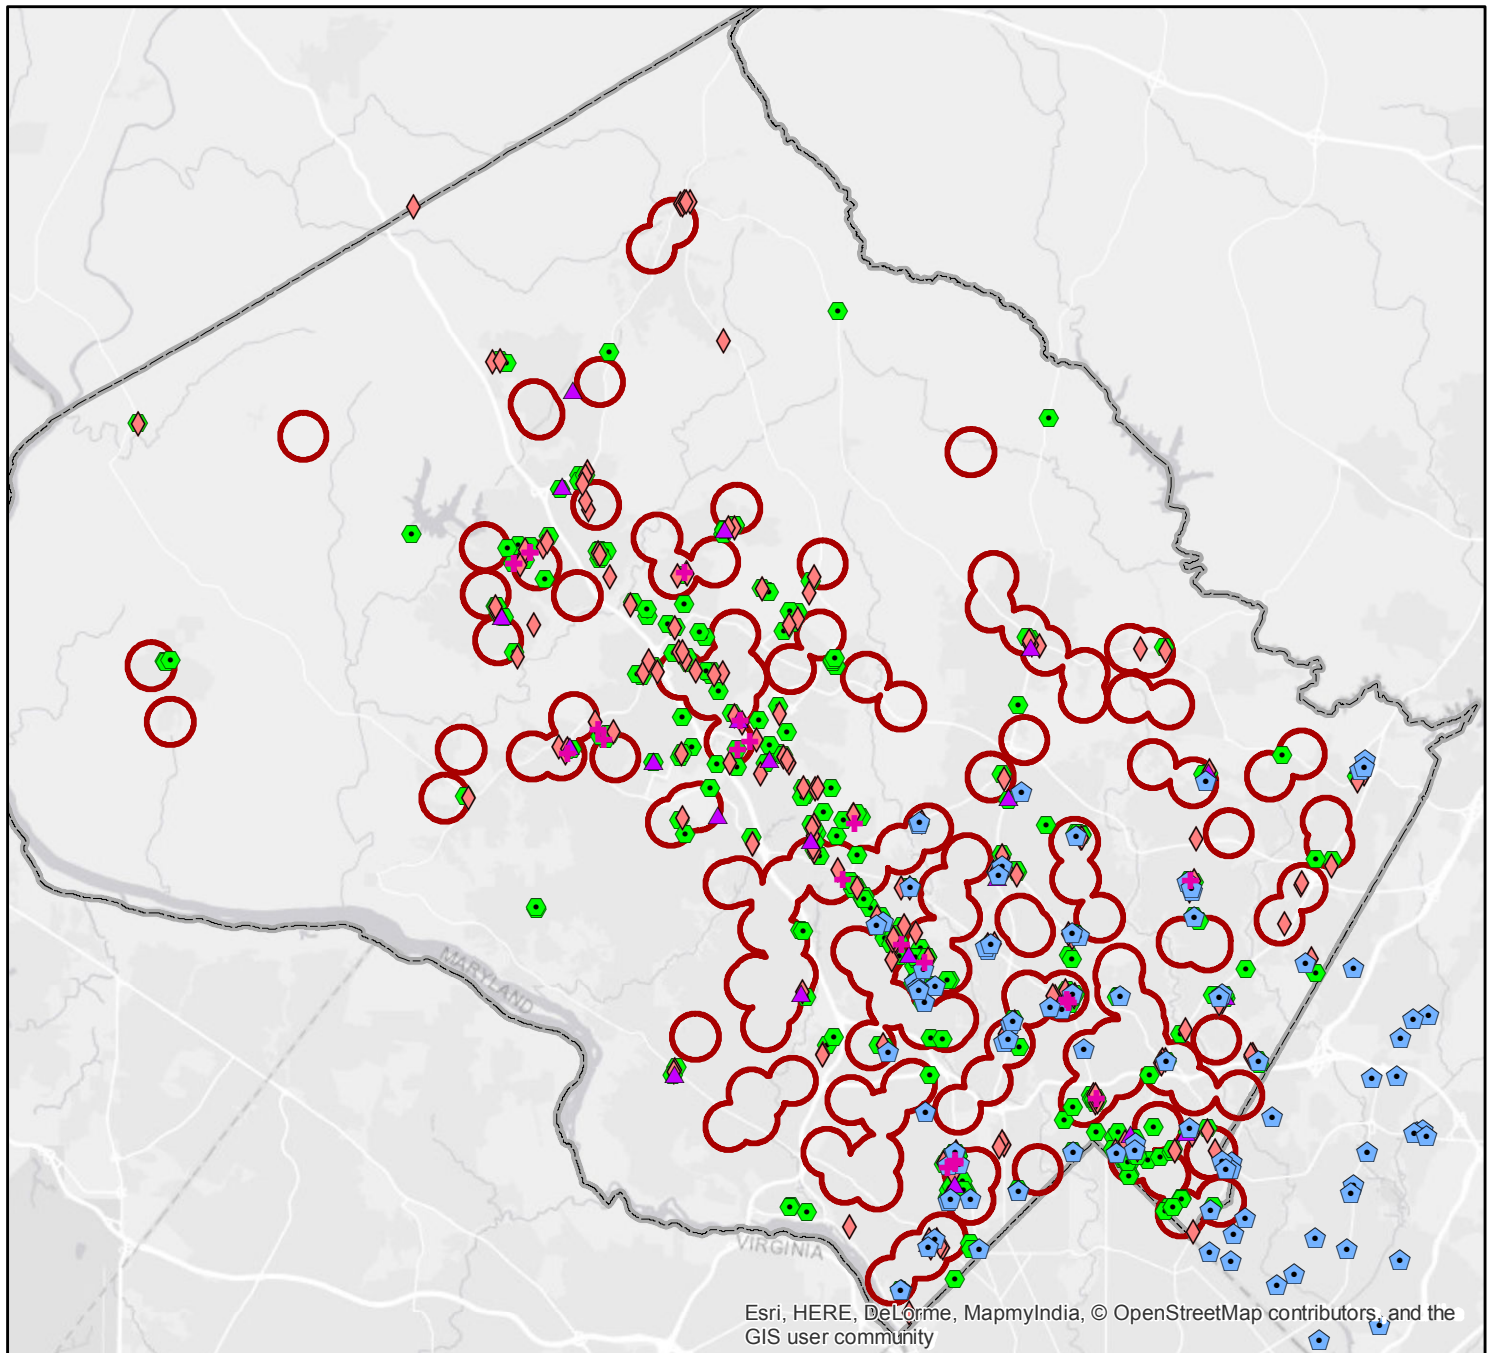 MARYLAND
VIRGINIA
Esri, HERE, DeLorme, MapmyIndia, © OpenStreetMap contributors, and the
GIS user community